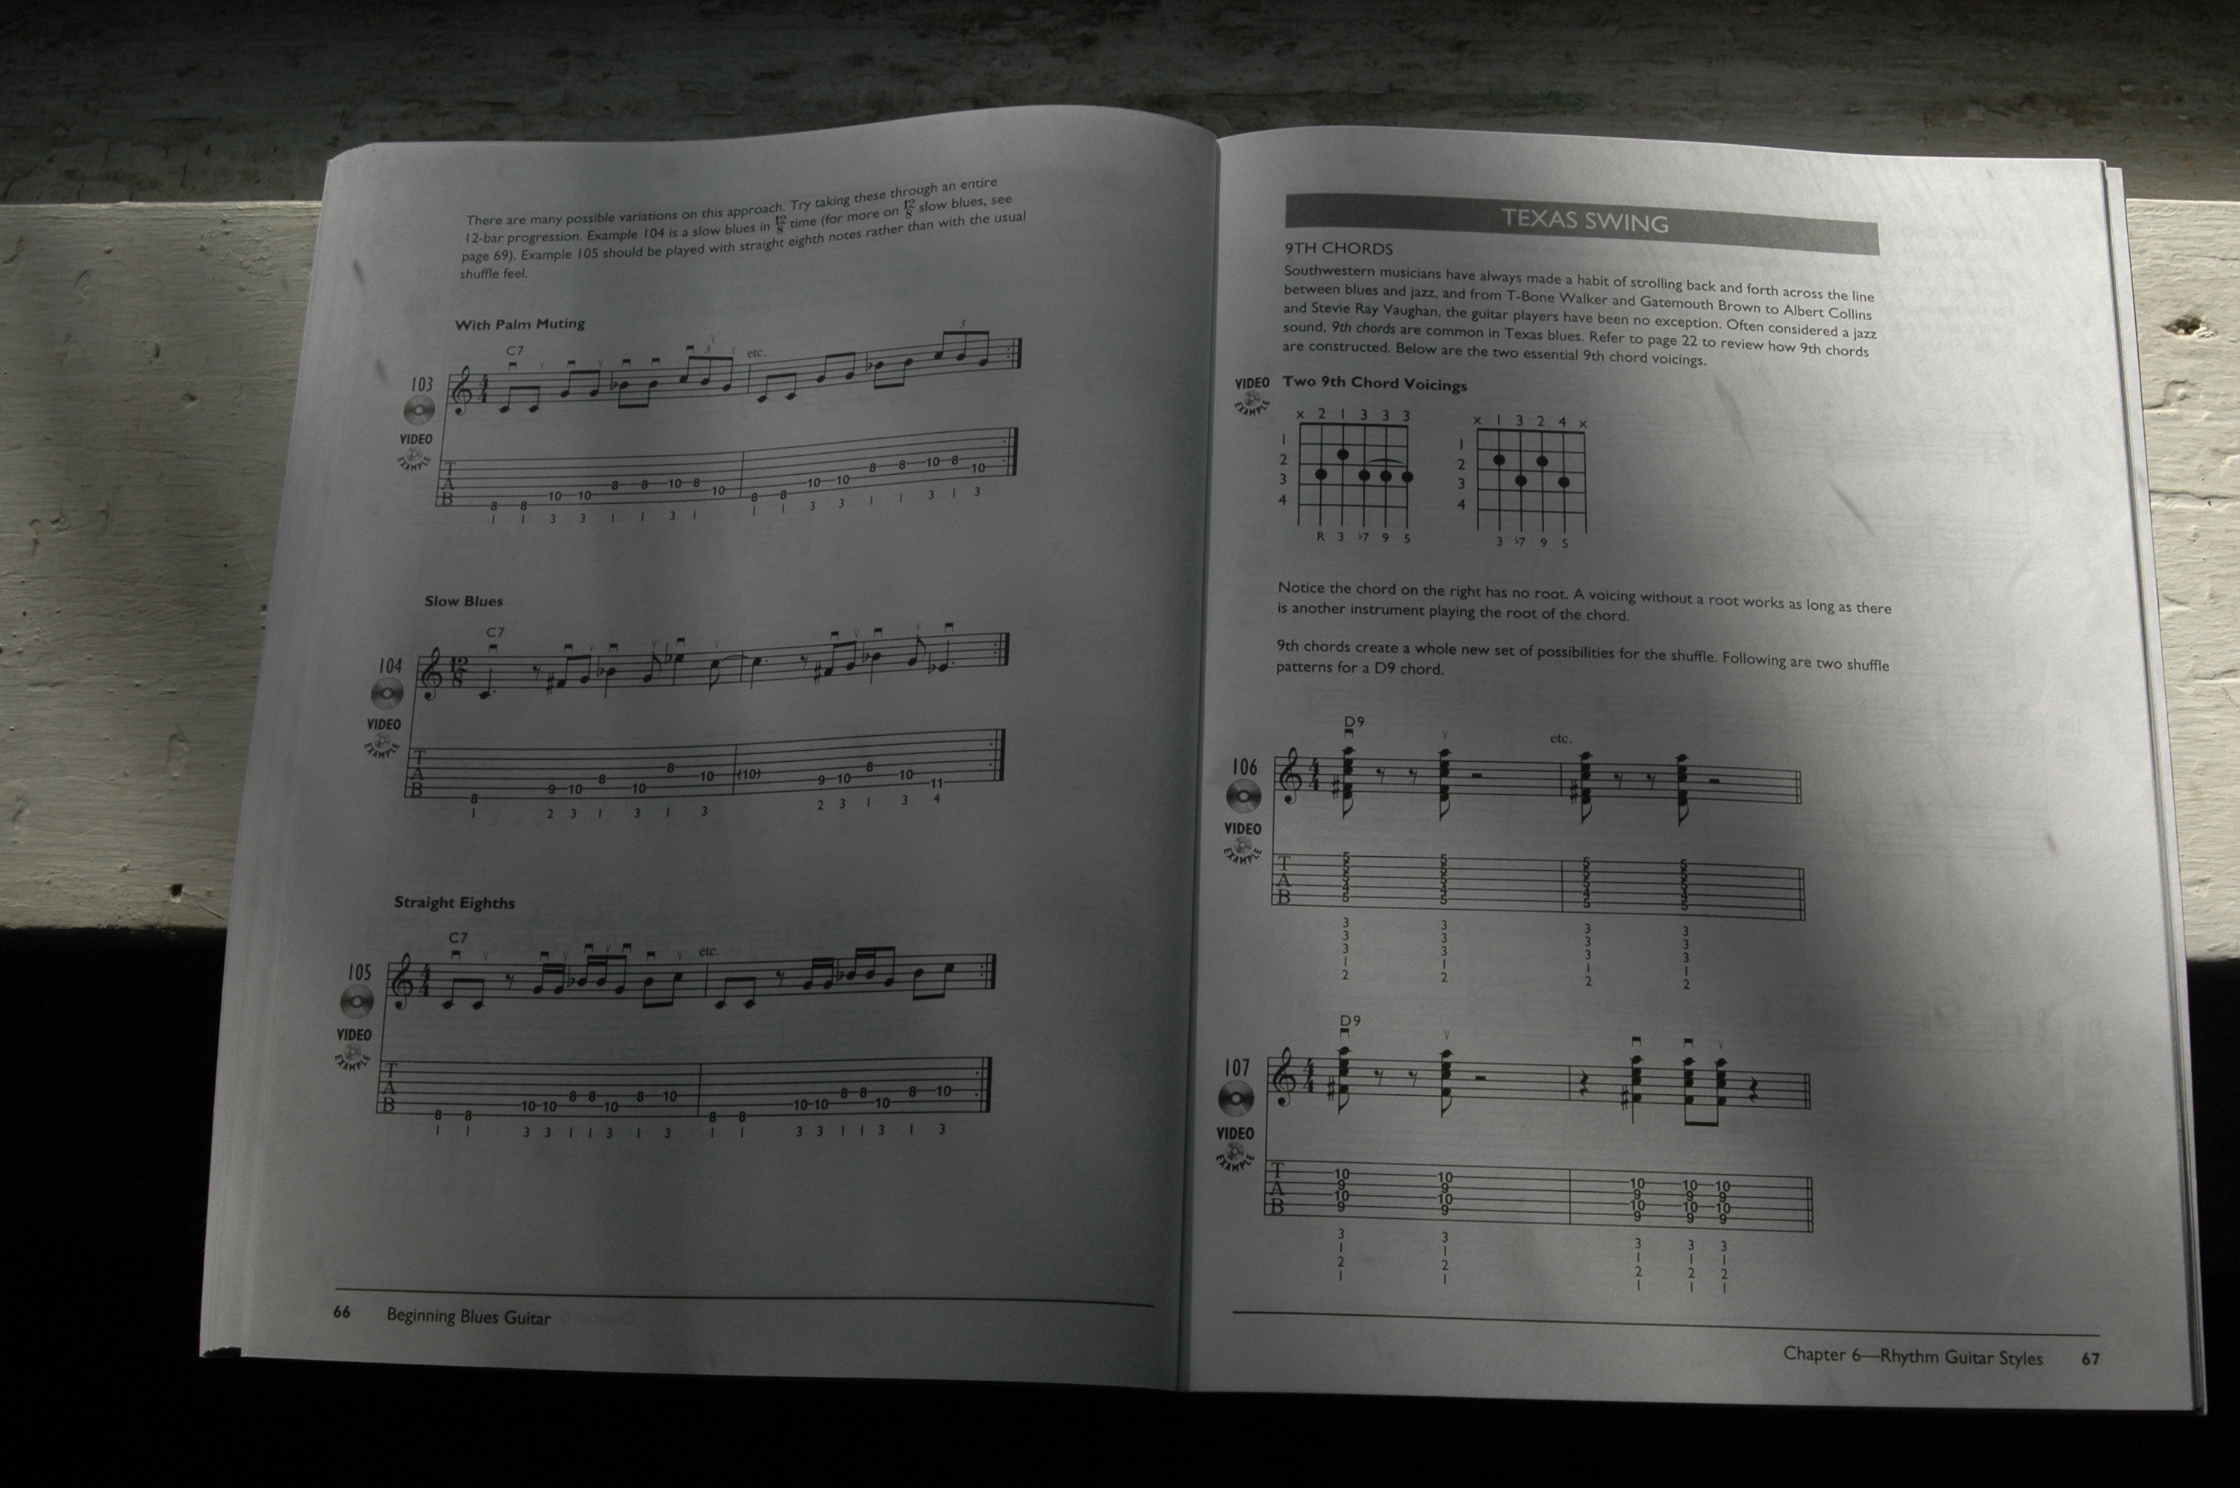 There are many possible variations on this approach. Try taking these through an entire
12-bar progression. Example 104 is a slow blues in 12/8 time (for more on 12/8 slow blues, see
page 69). Example 105 should be played with straight eighth notes rather than with the usual
shuffle feel.
With Palm Muting
C7
etc.
3
3
103
VIDEO
EXAMPLE
T
A
B
8 8 10 10 8 8 10 8 10 8 8 10 10 8 8 10 8 10
1 1 3 3 1 1 3 1 1 1 3 3 1 1 3 1 3
Slow Blues
C7
104
12
8
VIDEO
EXAMPLE
T
A
B
8 9 10 8 10 8 10 (10) 9 10 8 10 11
1 2 3 1 3 1 3 2 3 1 3 4
Straight Eighths
C7
etc.
105
4
4
VIDEO
EXAMPLE
T
A
B
8 8 10 10 8 8 10 8 10 8 8 10 10 8 8 10 8 10
1 1 3 3 1 1 3 1 3 1 1 3 3 1 1 3 1 3
66 Beginning Blues Guitar
TEXAS SWING
9TH CHORDS
Southwestern musicians have always made a habit of strolling back and forth across the line
between blues and jazz, and from T-Bone Walker and Gatemouth Brown to Albert Collins
and Stevie Ray Vaughan, the guitar players have been no exception. Often considered a jazz
sound, 9th chords are common in Texas blues. Refer to page 22 to review how 9th chords
are constructed. Below are the two essential 9th chord voicings.
VIDEO
EXAMPLE
Two 9th Chord Voicings
x 2 1 3 3 3
1
2
3
4
R 3 ♭7 9 5
x 1 3 2 4 x
1
2
3
4
3 ♭7 9 5
Notice the chord on the right has no root. A voicing without a root works as long as there
is another instrument playing the root of the chord.
9th chords create a whole new set of possibilities for the shuffle. Following are two shuffle
patterns for a D9 chord.
D9
etc.
106
4
4
VIDEO
EXAMPLE
T
A
B
5 5 5 5
5 5 5 5
5 5 5 5
4 4 4 4
5 5 5 5
3 3 3 3
3 3 3 3
3 3 3 3
1 1 1 1
2 2 2 2
D9
107
4
4
VIDEO
EXAMPLE
T
A
B
10 10 10 10 10
9 9 9 9 9
10 10 10 10 10
9 9 9 9 9
3 3 3 3 3
1 1 1 1 1
2 2 2 2 2
1 1 1 1 1
Chapter 6—Rhythm Guitar Styles 67